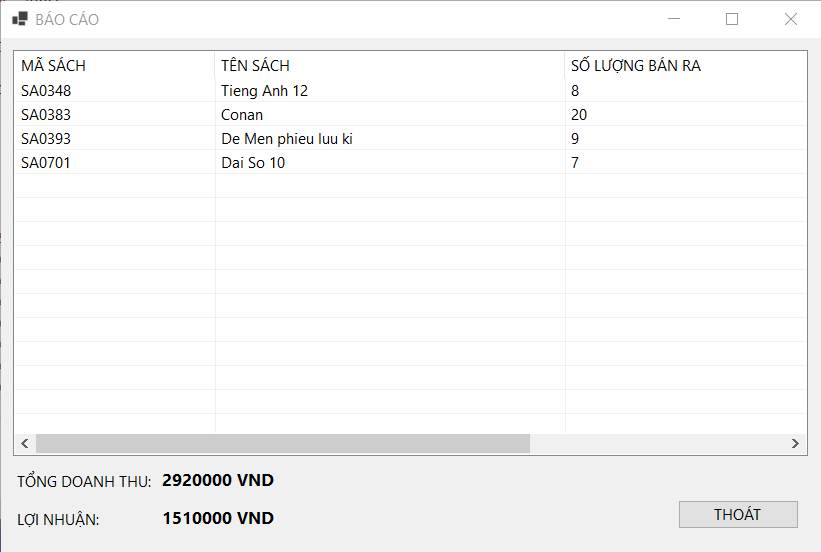 BÁO CÁO
MÃ SÁCH TÊN SÁCH SỐ LƯỢNG BÁN RA
SA0348 Tieng Anh 12 8
SA0383 Conan 20
SA0393 De Men phieu luu ki 9
SA0701 Dai So 10 7
TỔNG DOANH THU: 2920000 VND
LỢI NHUẬN: 1510000 VND
THOÁT